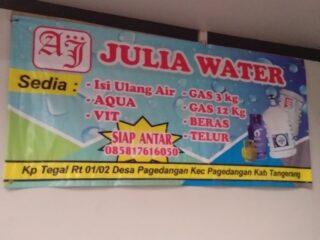 AJ JULIA WATER
Sedia :
- Isi Ulang Air
- AQUA
- VIT
- GAS 3 Kg
- GAS 12 Kg
- BERAS
- TELUR
SIAP ANTAR
085817616050
Kp Tegal Rt 01/02 Desa Pagedangan Kec Pagedangan Kab Tangerang